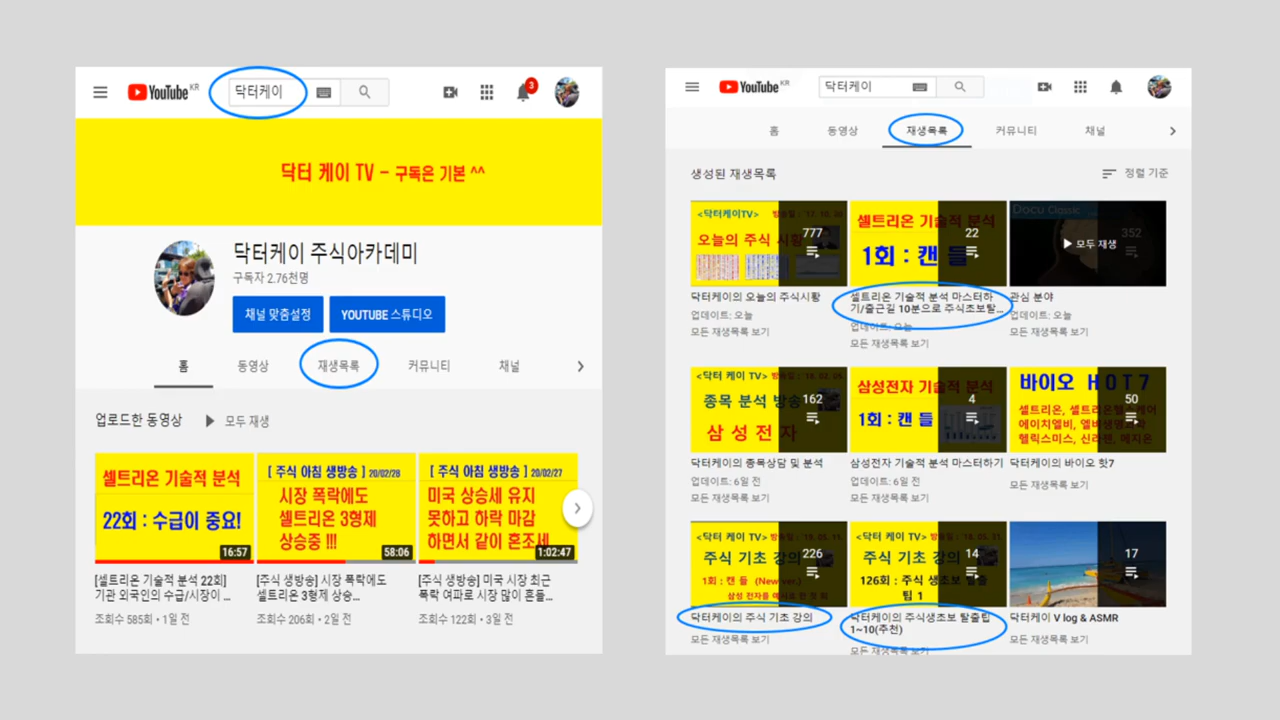 YouTube KR
닥터케이
3
닥터 케이 TV - 구독은 기본 ^^
닥터케이 주식아카데미
구독자 2.76천명
채널 맞춤설정
YOUTUBE 스튜디오
홈
동영상
재생목록
커뮤니티
채널
업로드한 동영상
모두 재생
셀트리온 기술적 분석
22회 : 수급이 중요!
16:57
[셀트리온 기술적 분석 22회]
기관 외국인의 수급/시장이 ...
조회수 585회 • 1일 전
[ 주식 아침 생방송 ] 20/02/28
시장 폭락에도
셀트리온 3형제
상승중 !!!
58:06
[주식 생방송] 시장 폭락에도
셀트리온 3형제 상승...
조회수 206회 • 2일 전
[ 주식 아침 생방송 ] 20/02/27
미국 상승세 유지
못하고 하락 마감
하면서 같이 혼조세
1:02:47
[주식 생방송] 미국 시장 최근
폭락 여파로 시장 많이 흔들...
조회수 122회 • 3일 전
YouTube KR
닥터케이
홈
동영상
재생목록
커뮤니티
채널
생성된 재생목록
정렬 기준
<닥터케이TV>
오늘의 주식 시황
777
닥터케이의 오늘의 주식시황
업데이트: 오늘
모든 재생목록 보기
셀트리온 기술적 분석
1회 : 캔 들
22
셀트리온 기술적 분석 마스터하
기/출근길 10분으로 주식초보탈...
업데이트: 오늘
모든 재생목록 보기
Docu Classic
352
모두 재생
관심 분야
업데이트: 오늘
모든 재생목록 보기
<닥터 케이 TV>
종목 분석 방송
삼 성 전 자
162
닥터케이의 종목상담 및 분석
업데이트: 6일 전
모든 재생목록 보기
삼성전자 기술적 분석
1회 : 캔 들
4
삼성전자 기술적 분석 마스터하기
업데이트: 6일 전
모든 재생목록 보기
바이오 HOT7
셀트리온, 셀트리온헬스케어
에이치엘비, 엘비생명과학
헬릭스미스, 신라젠, 메지온
50
닥터케이의 바이오 핫7
모든 재생목록 보기
<닥터 케이 TV>
주식 기초 강의
1회 : 캔 들 (New ver.)
226
닥터케이의 주식 기초 강의
모든 재생목록 보기
<닥터 케이 TV>
주식 기초 강의
126회 : 주식 생초보 탈출
팁 1
14
닥터케이의 주식생초보 탈출팁
1~10(추천)
모든 재생목록 보기
17
닥터케이 V log & ASMR
모든 재생목록 보기